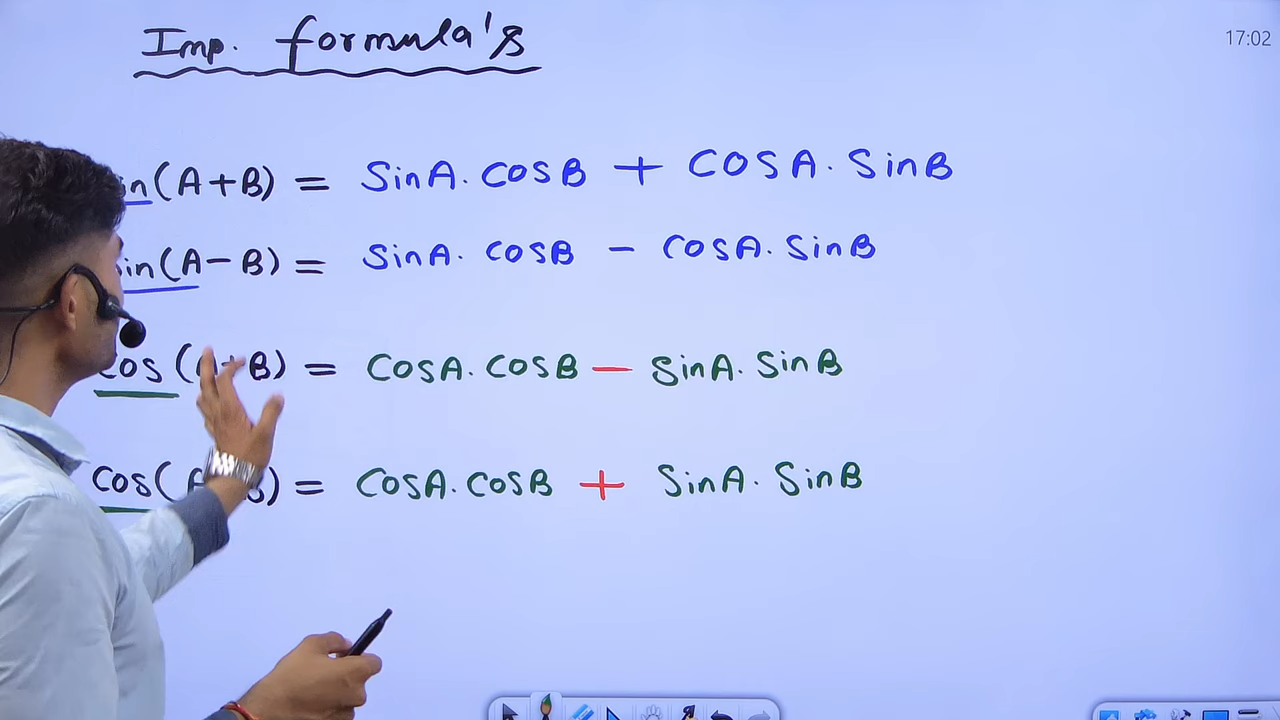 Imp. formula's
17:02
in(A+B) = SinA. COSB + COSA. SinB
in(A-B) = SinA. COSB - COSA. SinB
Cos (A+B) = COSA. COSB - SinA. SinB
Cos( B) = COSA. COSB + SinA. SinB